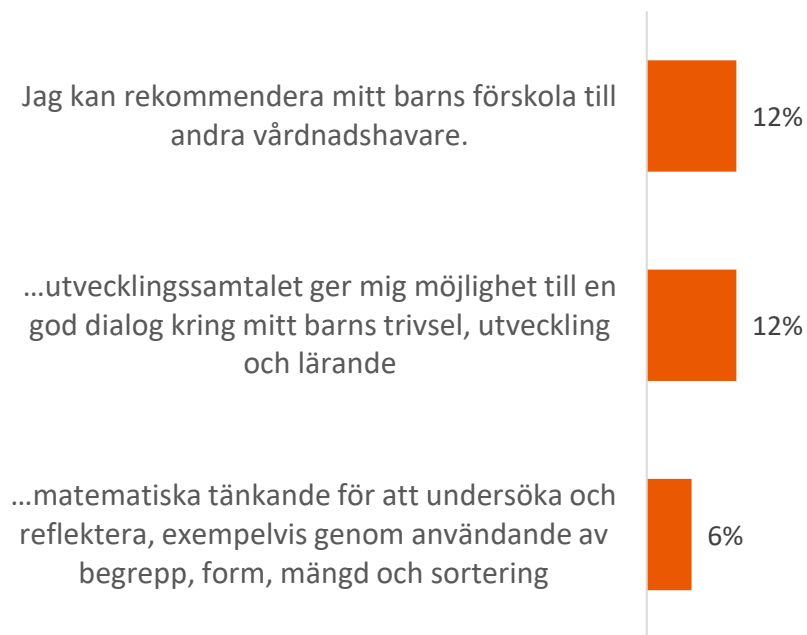 Jag kan rekommendera mitt barns förskola till
andra vårdnadshavare.
12%
...utvecklingssamtalet ger mig möjlighet till en
god dialog kring mitt barns trivsel, utveckling
och lärande
12%
...matematiska tänkande för att undersöka och
reflektera, exempelvis genom användande av
begrepp, form, mängd och sortering
6%